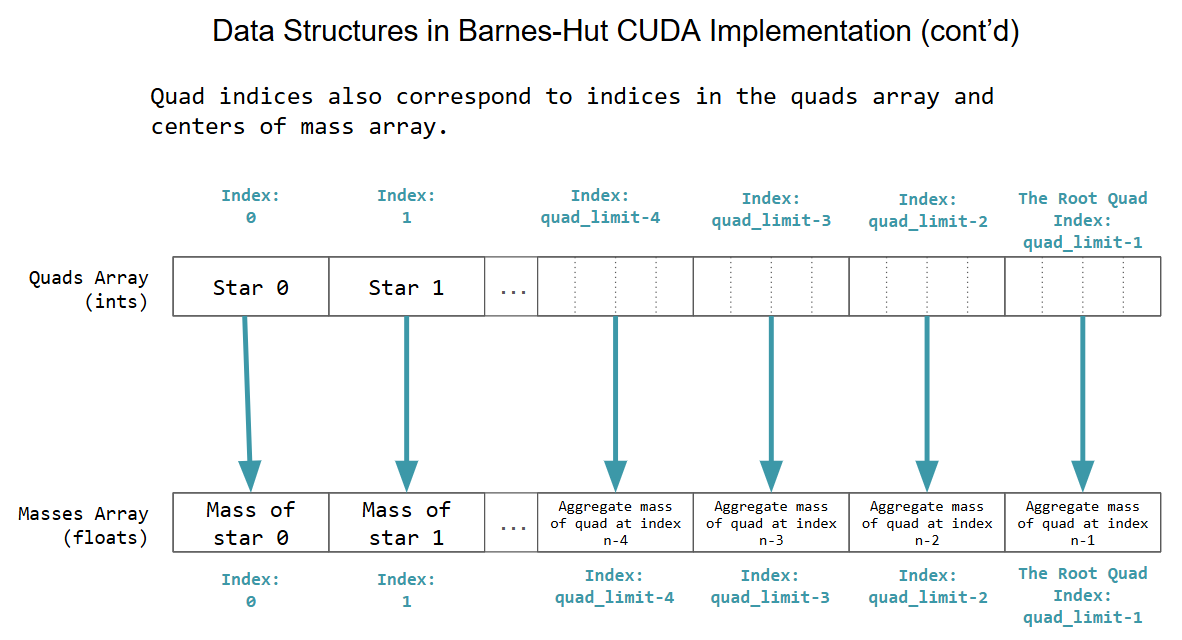 Data Structures in Barnes-Hut CUDA Implementation (cont’d)
Quad indices also correspond to indices in the quads array and
centers of mass array.
Index:
0
Index:
1
Index:
quad_limit-4
Index:
quad_limit-3
Index:
quad_limit-2
The Root Quad
Index:
quad_limit-1
Quads Array
(ints)
Star 0
Star 1
...
Masses Array
(floats)
Mass of
star 0
Mass of
star 1
...
Aggregate mass
of quad at index
n-4
Aggregate mass
of quad at index
n-3
Aggregate mass
of quad at index
n-2
Aggregate mass
of quad at index
n-1
Index:
0
Index:
1
Index:
quad_limit-4
Index:
quad_limit-3
Index:
quad_limit-2
The Root Quad
Index:
quad_limit-1